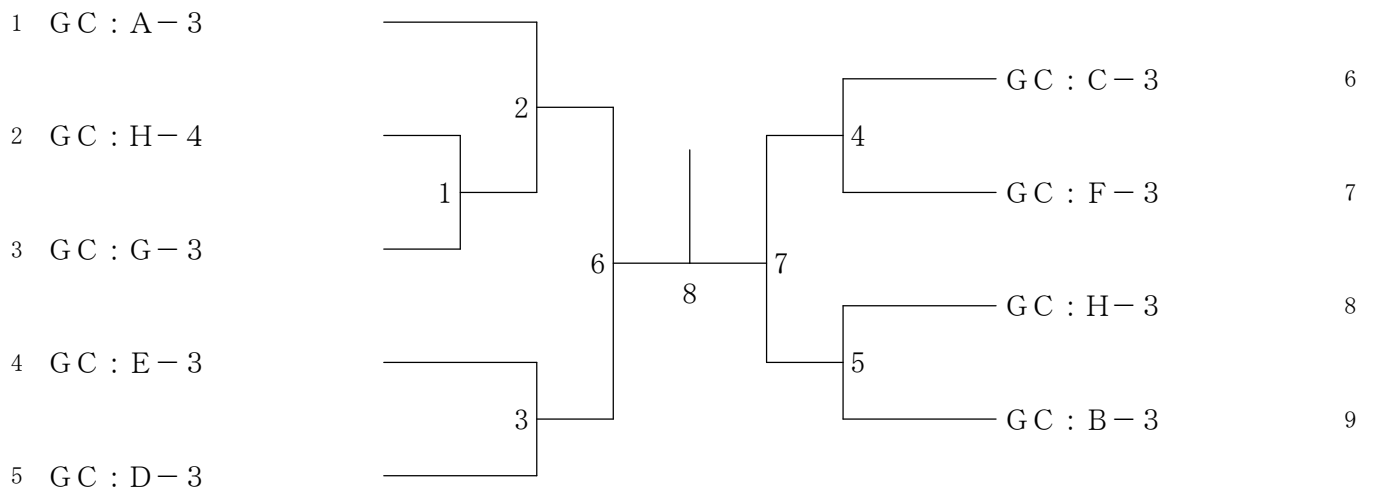 1 GC：A－3
2 GC：H－4
3 GC：G－3
4 GC：E－3
5 GC：D－3
2
1
3
6
8
7
4
5
GC：C－3 6
GC：F－3 7
GC：H－3 8
GC：B－3 9